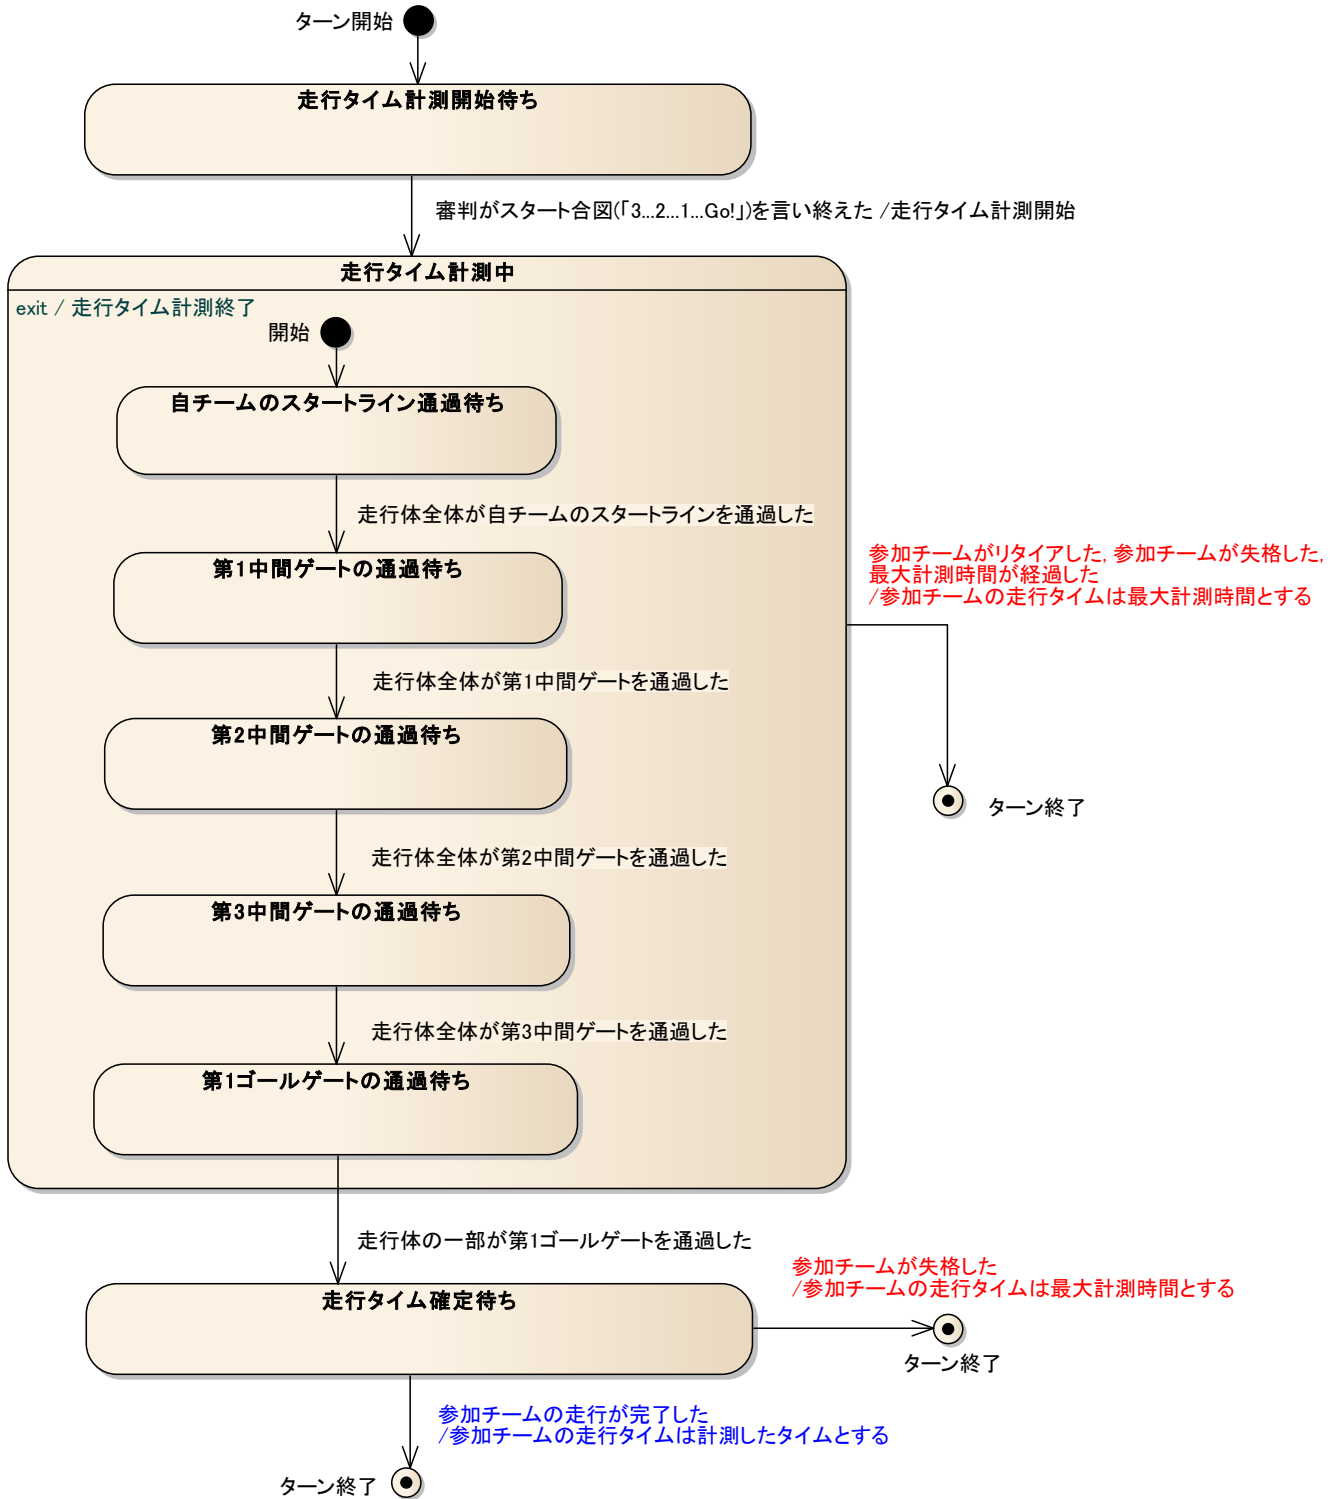 ターン開始
走行タイム計測開始待ち
審判がスタート合図(「3...2...1...Go!」)を言い終えた /走行タイム計測開始
走行タイム計測中
exit / 走行タイム計測終了
開始
自チームのスタートライン通過待ち
走行体全体が自チームのスタートラインを通過した
第1中間ゲートの通過待ち
参加チームがリタイアした, 参加チームが失格した,
最大計測時間が経過した
/参加チームの走行タイムは最大計測時間とする
走行体全体が第1中間ゲートを通過した
第2中間ゲートの通過待ち
ターン終了
走行体全体が第2中間ゲートを通過した
第3中間ゲートの通過待ち
走行体全体が第3中間ゲートを通過した
第1ゴールゲートの通過待ち
走行体の一部が第1ゴールゲートを通過した
参加チームが失格した
/参加チームの走行タイムは最大計測時間とする
走行タイム確定待ち
ターン終了
参加チームの走行が完了した
/参加チームの走行タイムは計測したタイムとする
ターン終了